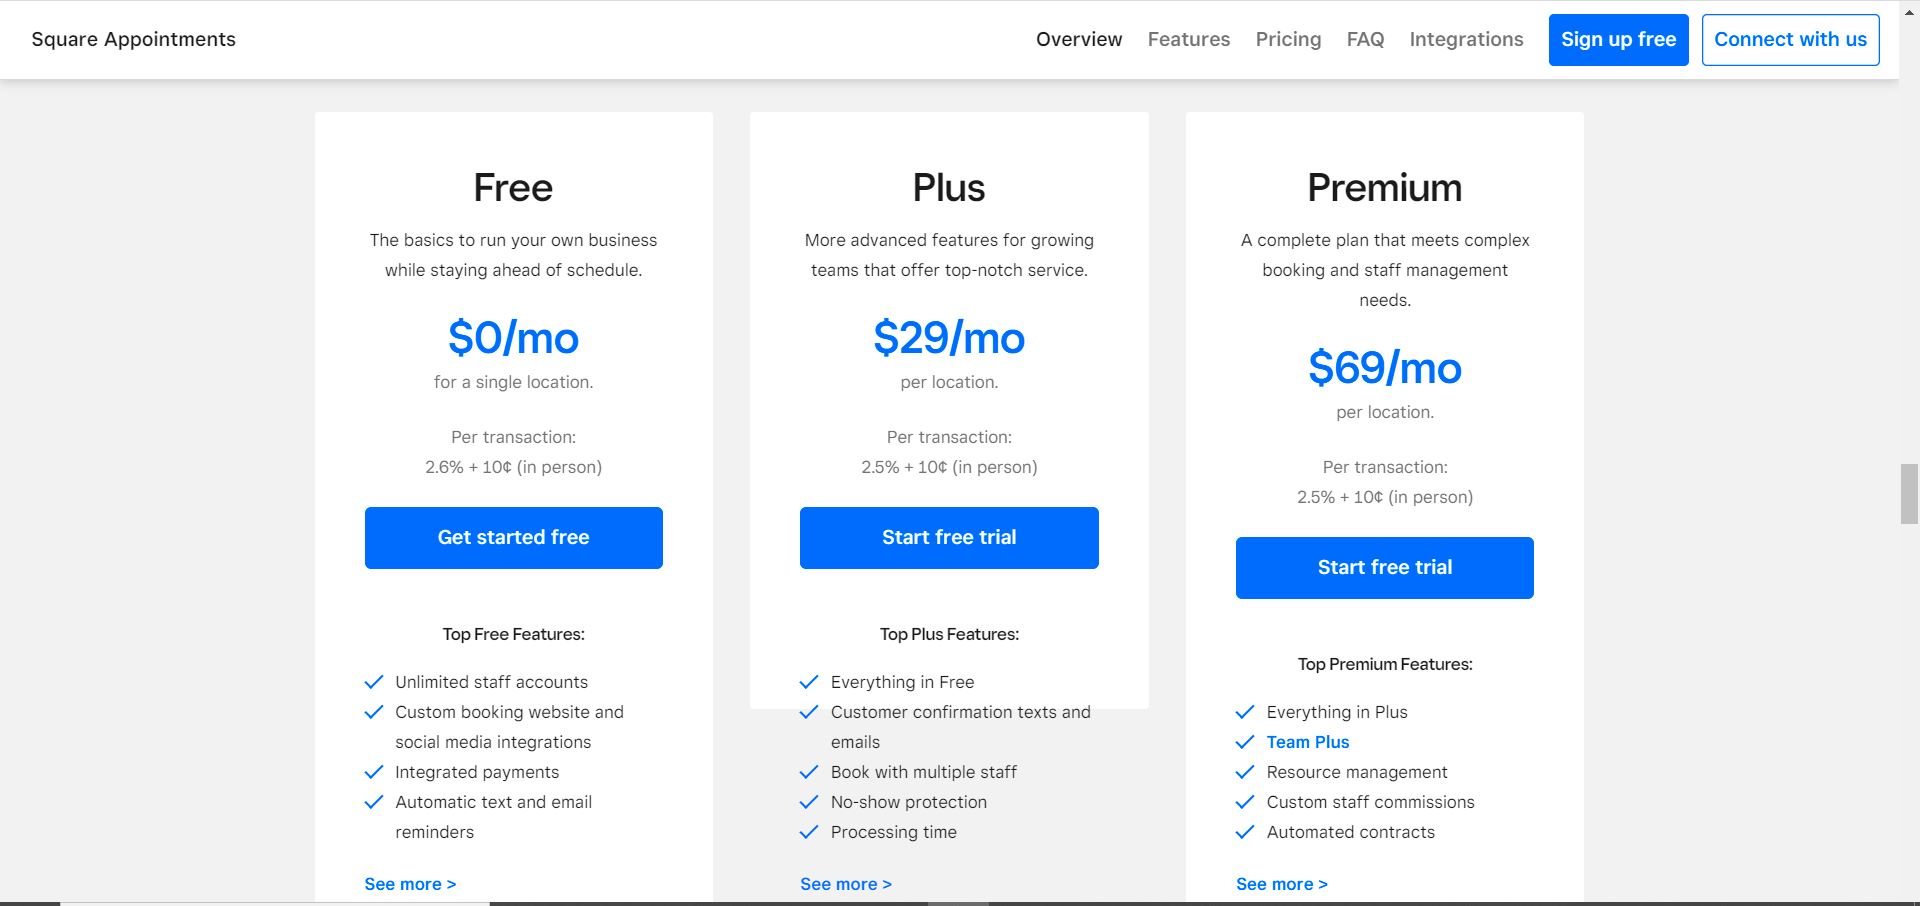 Square Appointments
Overview
Features
Pricing
FAQ
Integrations
Sign up free
Connect with us
Free
The basics to run your own business
while staying ahead of schedule.
$0/mo
for a single location.
Per transaction:
2.6% + 10¢ (in person)
Get started free
Top Free Features:
Unlimited staff accounts
Custom booking website and
social media integrations
Integrated payments
Automatic text and email
reminders
See more >
Plus
More advanced features for growing
teams that offer top-notch service.
$29/mo
per location.
Per transaction:
2.5% + 10¢ (in person)
Start free trial
Top Plus Features:
Everything in Free
Customer confirmation texts and
emails
Book with multiple staff
No-show protection
Processing time
See more >
Premium
A complete plan that meets complex
booking and staff management
needs.
$69/mo
per location.
Per transaction:
2.5% + 10¢ (in person)
Start free trial
Top Premium Features:
Everything in Plus
Team Plus
Resource management
Custom staff commissions
Automated contracts
See more >